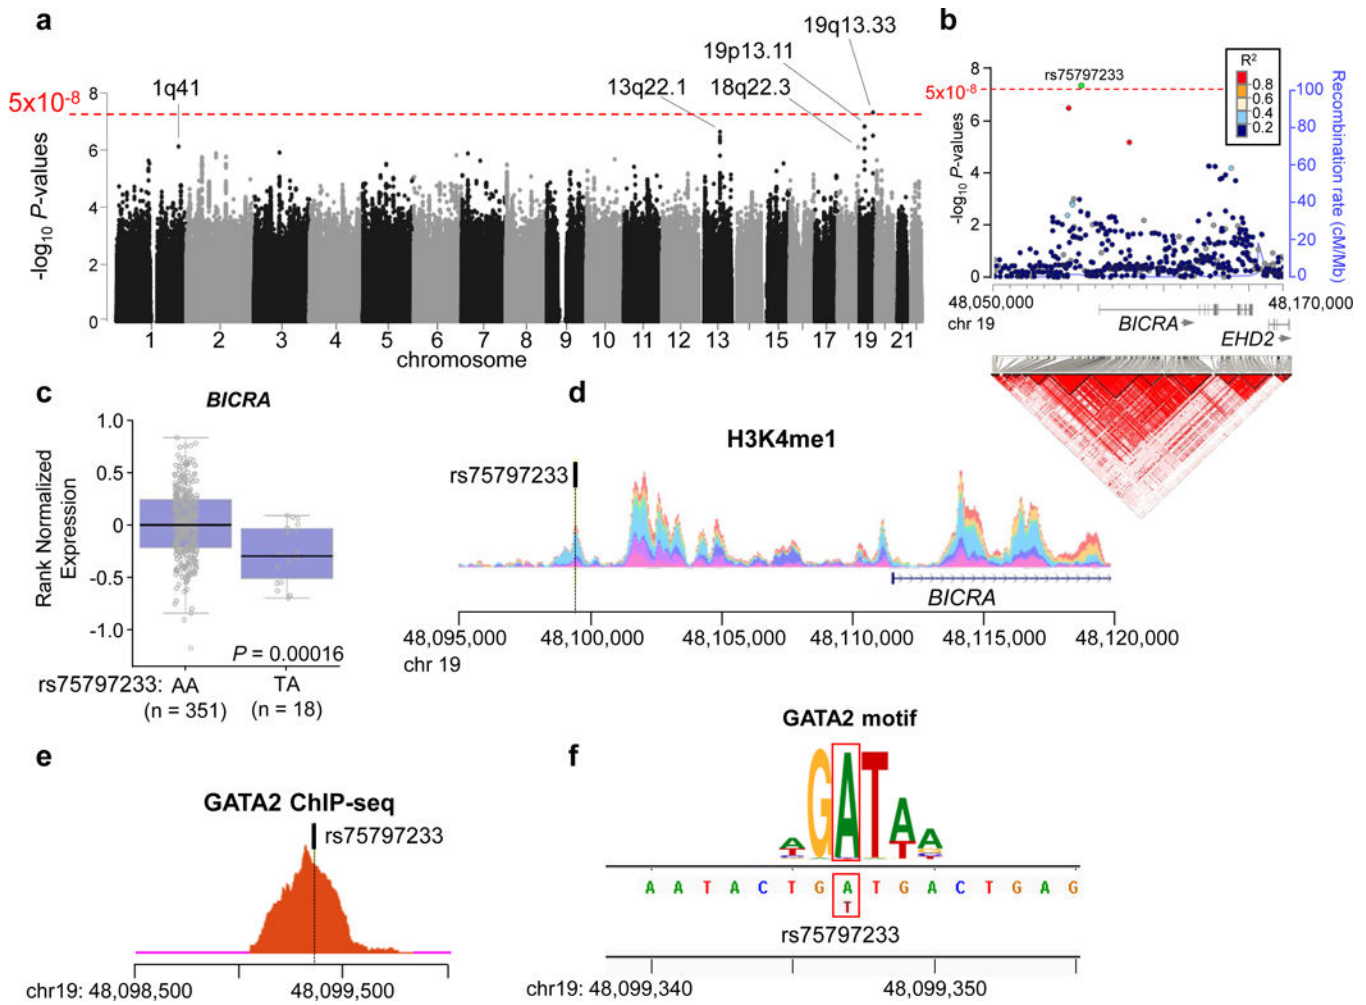 a
19q13.33
19p13.11
1q41
13q22.1
18q22.3
8
5x10-8
6
4
2
0
-log10 P-values
1 2 3 4 5 6 7 8 9 10 11 12 13 15 17 19 21
chromosome
b
R²
0.8
0.6
0.4
0.2
rs75797233
8
5x10-8
6
4
2
0
-log10 P-values
100
80
60
40
20
0
Recombination rate (cM/Mb)
48,050,000 48,170,000
chr 19
BICRA
EHD2
c
BICRA
1.0
0.5
0
-0.5
-1.0
Rank Normalized
Expression
P = 0.00016
rs75797233: AA TA
(n = 351) (n = 18)
d
H3K4me1
rs75797233
BICRA
48,095,000 48,100,000 48,105,000 48,110,000 48,115,000 48,120,000
chr 19
e
GATA2 ChIP-seq
rs75797233
chr19: 48,098,500 48,099,500
f
GATA2 motif
GATA
A A T A C T G A T G A C T G A G
T
rs75797233
chr19: 48,099,340 48,099,350